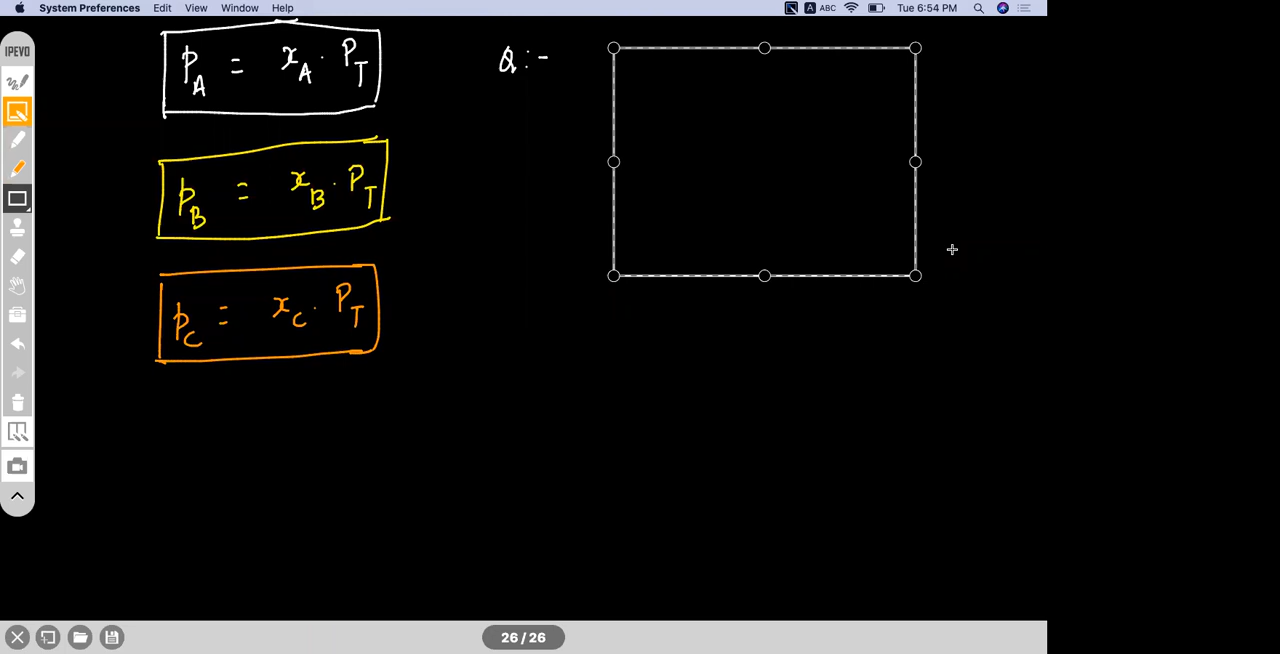 System Preferences Edit View Window Help
A ABC Tue 6:54 PM
IPEVO
p_A = x_A · P_T
Q :-
p_B = x_B · P_T
p_C = x_C · P_T
26 / 26